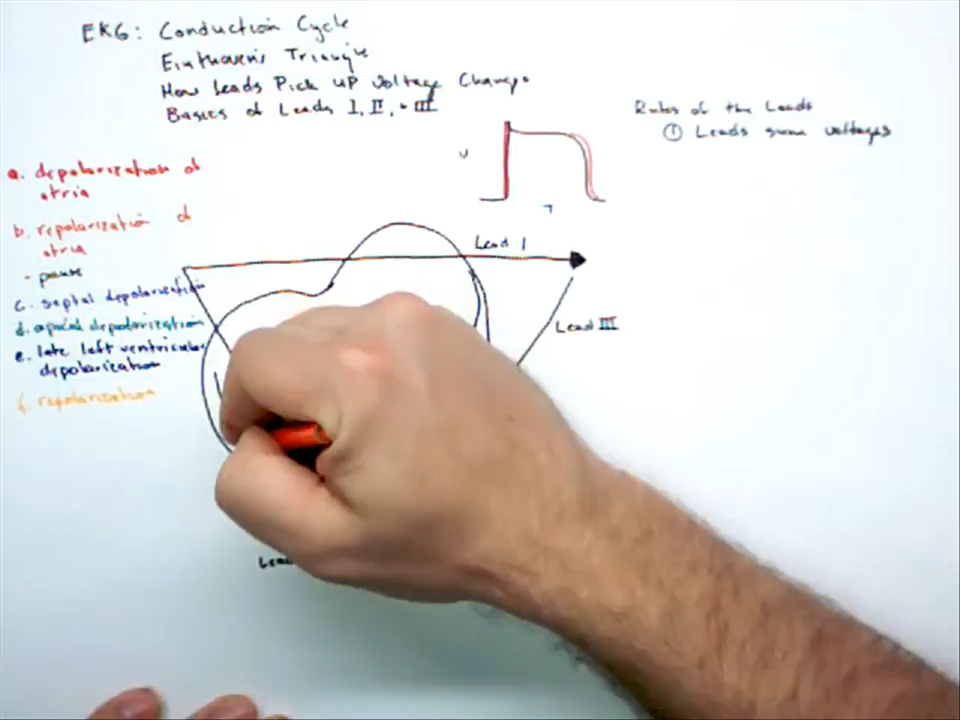 EKG: Conduction Cycle
Einthoven's Triangle
How Leads Pick up Voltage Change
Basics of Leads I, II, + III
Rules of the Leads
① Leads sum voltages
V
T
a. depolarization of
atria
b. repolarization of
atria
- pause
c. septal depolarization
d. apical depolarization
e. late left ventricular
depolarization
f. repolarization
Lead I
Lead III
Lead